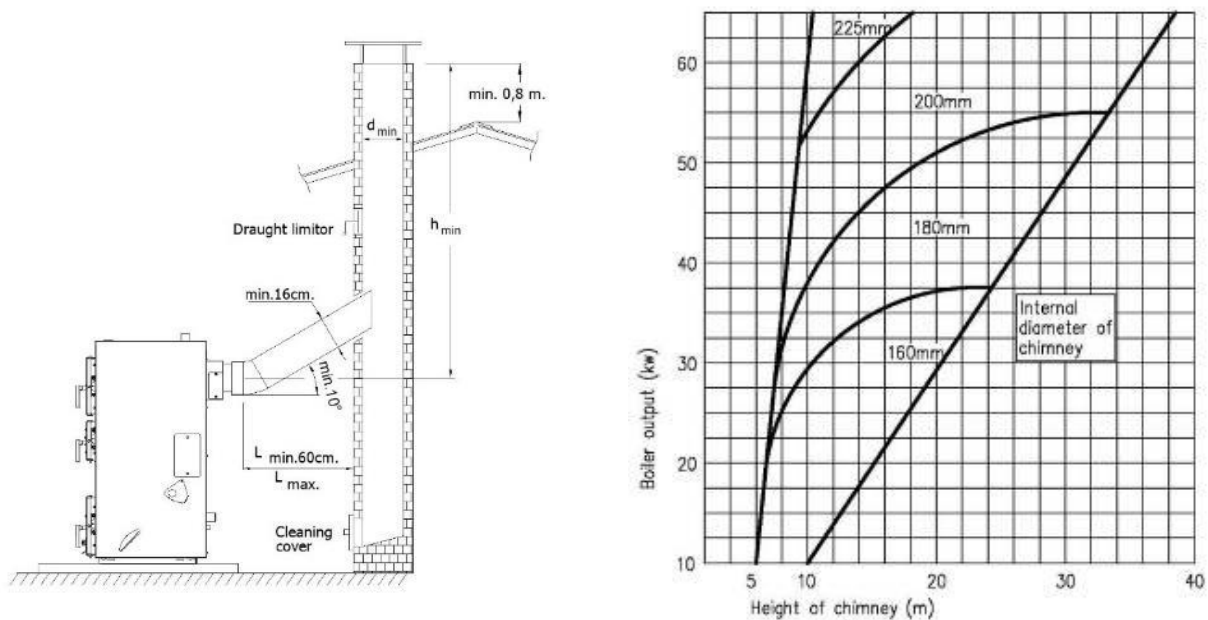 min. 0,8 m.
d min
Draught limitor
h min
min.16cm.
min.10°
L min.60cm.
L max.
Cleaning
cover
225mm
200mm
180mm
160mm
Internal
diameter of
chimney
Boiler output (kw)
60
50
40
30
20
10
5 10 20 30 40
Height of chimney (m)